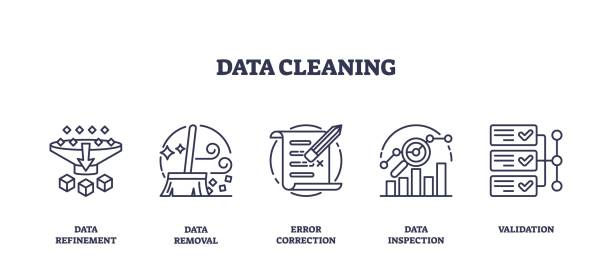 DATA CLEANING
DATA
REFINEMENT
DATA
REMOVAL
ERROR
CORRECTION
DATA
INSPECTION
VALIDATION